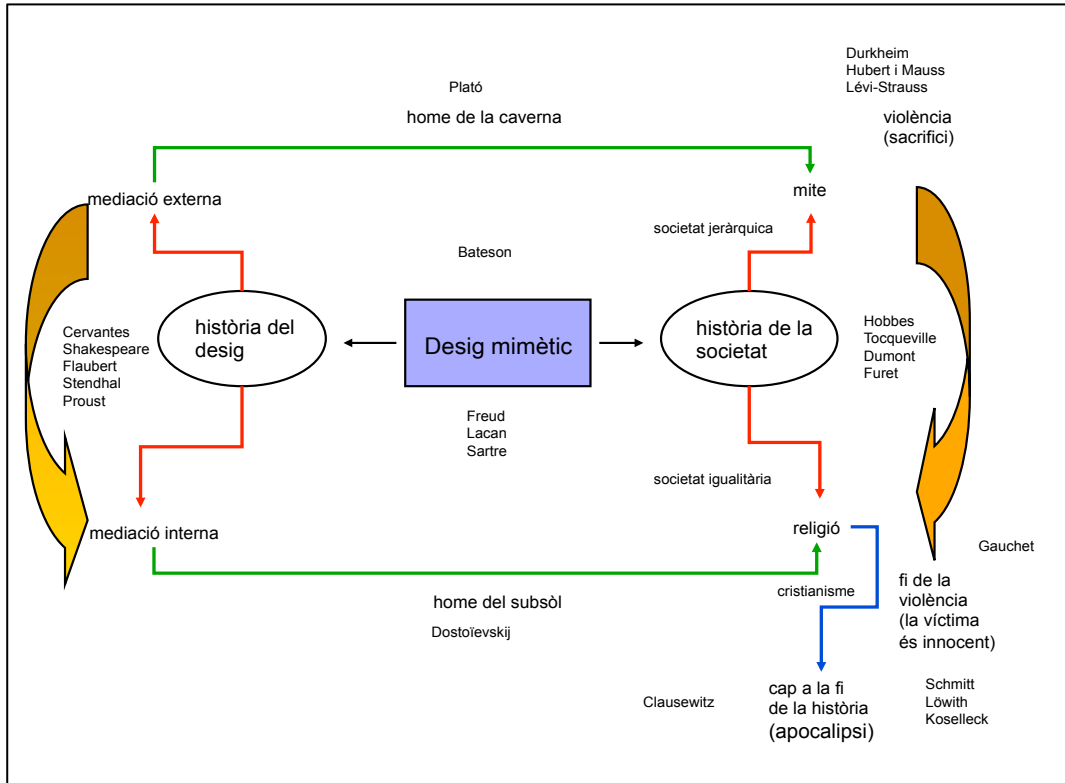 Durkheim
Hubert i Mauss
Lévi-Strauss
Plató
home de la caverna
violència
(sacrifici)
mediació externa
mite
societat jeràrquica
Bateson
història del
desig
Desig mimètic
història de la
societat
Cervantes
Shakespeare
Flaubert
Stendhal
Proust
Hobbes
Tocqueville
Dumont
Furet
Freud
Lacan
Sartre
societat igualitària
mediació interna
religió
Gauchet
cristianisme
fi de la
violència
(la víctima
és innocent)
home del subsòl
Dostoïevskij
Clausewitz
cap a la fi
de la història
(apocalipsi)
Schmitt
Löwith
Koselleck